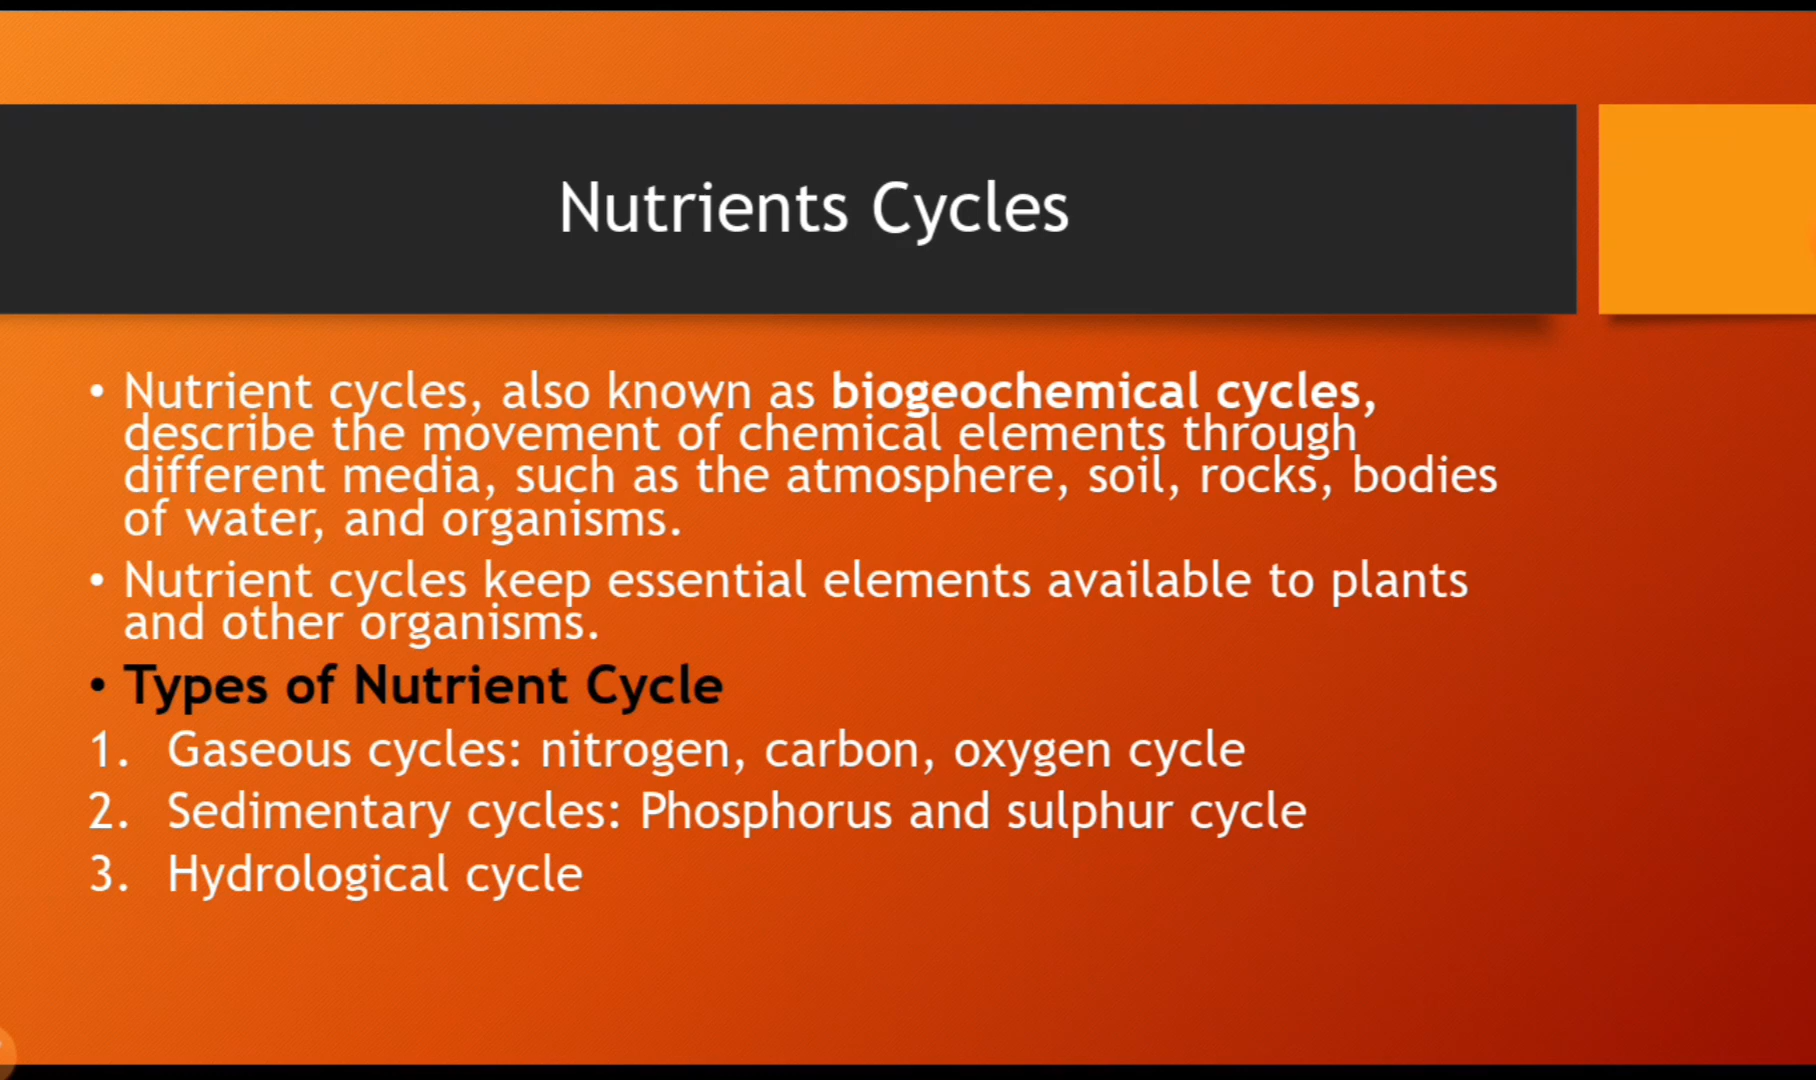 Nutrients Cycles
• Nutrient cycles, also known as biogeochemical cycles,
describe the movement of chemical elements through
different media, such as the atmosphere, soil, rocks, bodies
of water, and organisms.
• Nutrient cycles keep essential elements available to plants
and other organisms.
• Types of Nutrient Cycle
1. Gaseous cycles: nitrogen, carbon, oxygen cycle
2. Sedimentary cycles: Phosphorus and sulphur cycle
3. Hydrological cycle